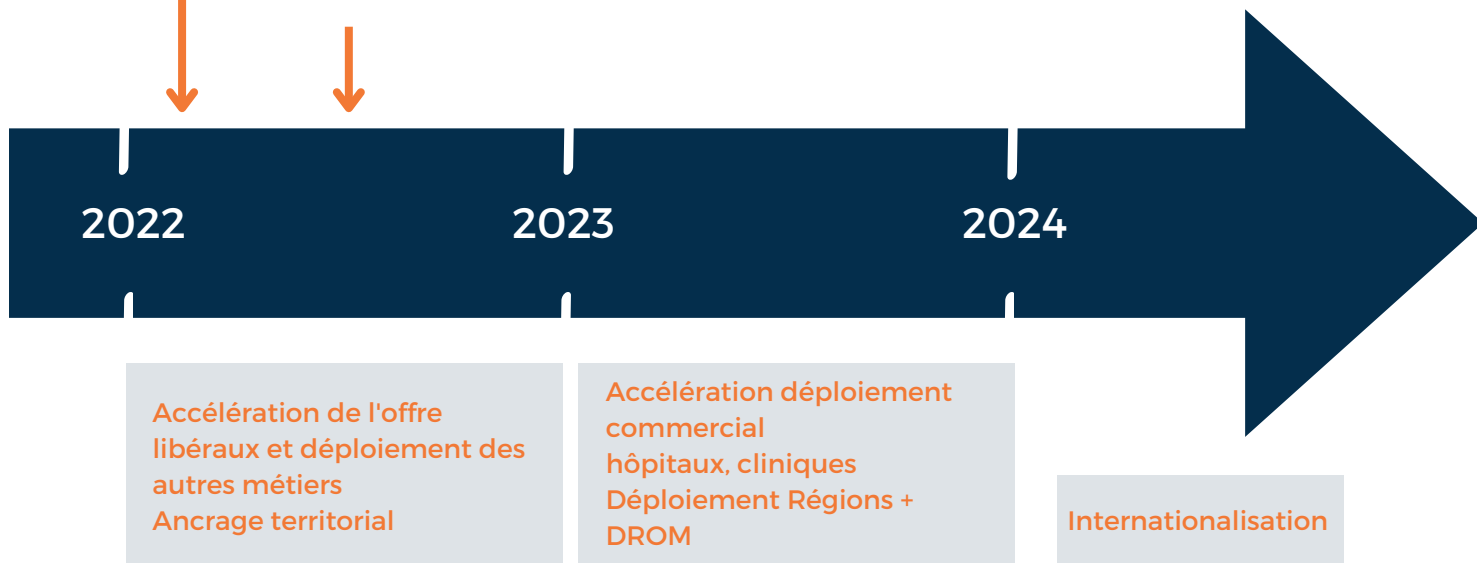 2022
2023
2024
Accélération de l'offre
libéraux et déploiement des
autres métiers
Ancrage territorial
Accélération déploiement
commercial
hôpitaux, cliniques
Déploiement Régions +
DROM
Internationalisation